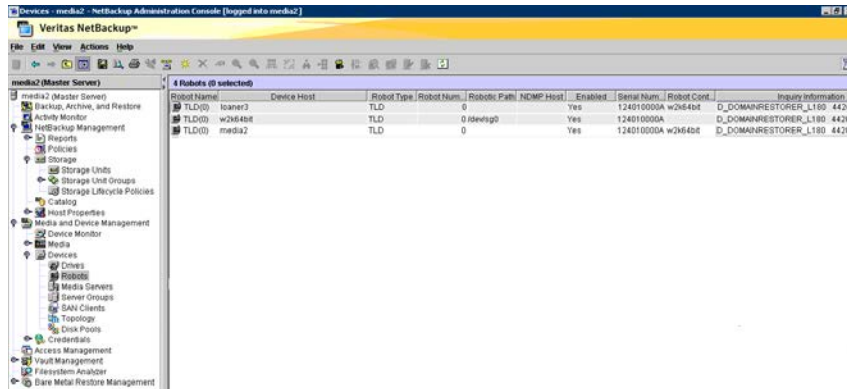 Devices - media2 - NetBackup Administration Console [logged into media2]
Veritas NetBackup™
File Edit View Actions Help
media2 (Master Server)
4 Robots (0 selected)
media2 (Master Server)
Backup, Archive, and Restore
Activity Monitor
NetBackup Management
Reports
Policies
Storage
Storage Units
Storage Unit Groups
Storage Lifecycle Policies
Catalog
Host Properties
Media and Device Management
Device Monitor
Media
Devices
Drives
Robots
Media Servers
Server Groups
SAN Clients
Topology
Disk Pools
Credentials
Access Management
Vault Management
Filesystem Analyzer
Bare Metal Restore Management
Robot Name Device Host Robot Type Robot Num... Robotic Path NDMP Host Enabled Serial Num... Robot Cont... Inquiry Information
TLD(0) loaner3 TLD 0 Yes 124010000A w2k64bit D_DOMAINRESTORER_L180 442
TLD(0) w2k64bit TLD 0 /dev/sg0 Yes 124010000A D_DOMAINRESTORER_L180 442
TLD(0) media2 TLD 0 Yes 124010000A w2k64bit D_DOMAINRESTORER_L180 442